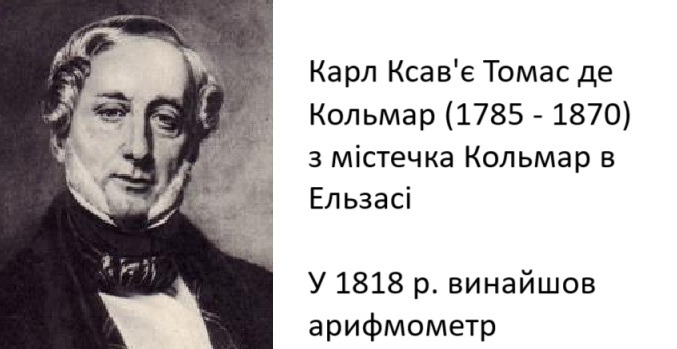 Карл Ксав'є Томас де
Кольмар (1785 - 1870)
з містечка Кольмар в
Ельзасі
У 1818 р. винайшов
арифмометр